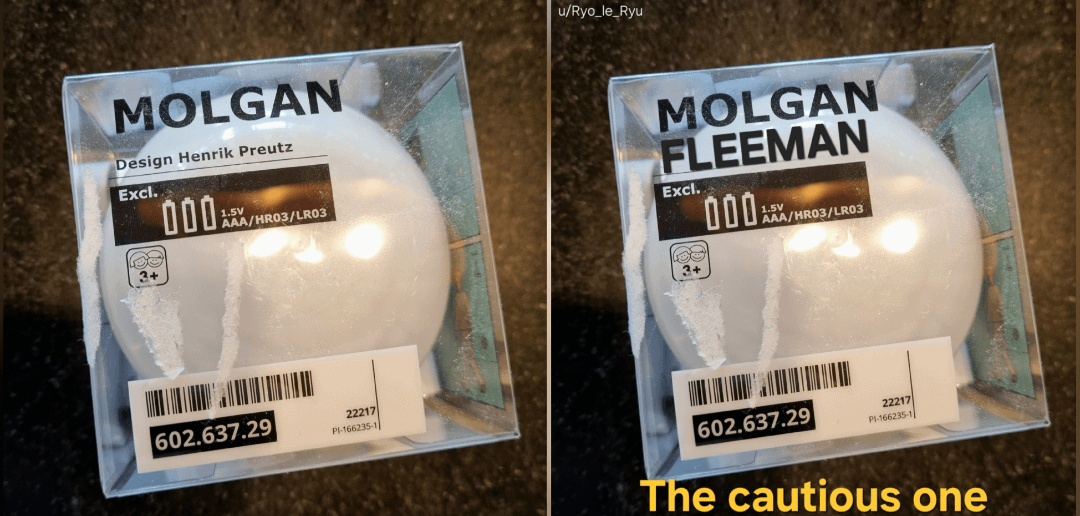 MOLGAN
Design Henrik Preutz
Excl.
1.5V
AAA/HR03/LR03
3+
22217
PI-166235-1
602.637.29
u/Ryo_le_Ryu
MOLGAN
FLEEMAN
Excl.
1.5V
AAA/HR03/LR03
3+
22217
PI-166235-1
602.637.29
The cautious one